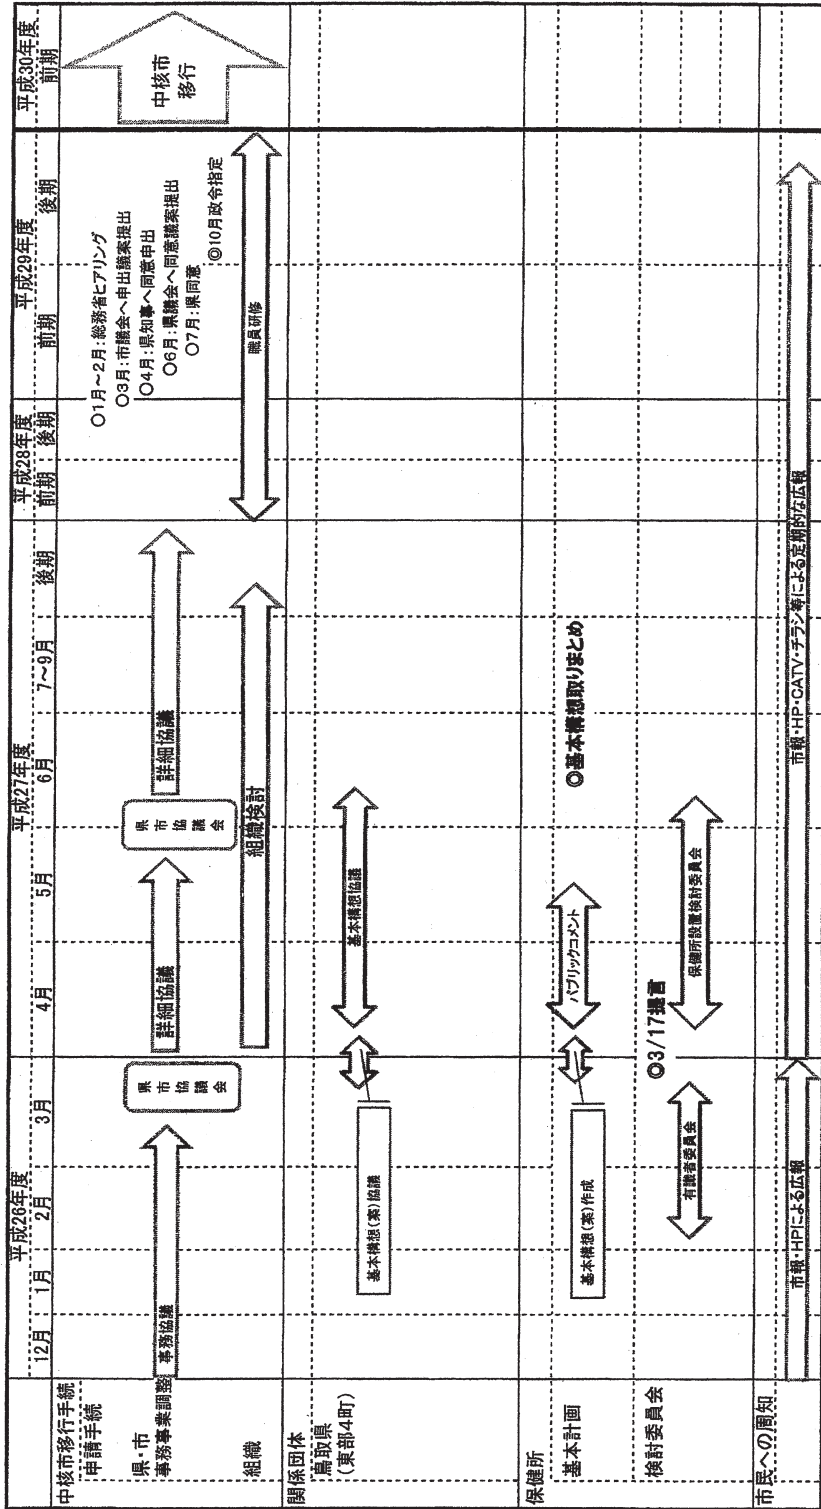 平成26年度
平成27年度
平成28年度
平成29年度
平成30年度
12月
1月
2月
3月
4月
5月
6月
7~9月
後期
前期
後期
前期
後期
前期
中核市移行手続
申請手続
○1月~2月:総務省ヒアリング
○3月:市議会へ申出議案提出
○4月:県知事へ同意申出
○6月:県議会へ同意議案提出
○7月:県同意
◎10月政令指定
中核市
移行
県・市
事務事業調整
事務協議
県市協議会
詳細協議
県市協議会
詳細協議
組織
組織検討
職員研修
関係団体
鳥取県
(東部4町)
基本構想(案)協議
基本構想協議
保健所
基本計画
基本構想(案)作成
パブリックコメント
◎基本構想取りまとめ
検討委員会
有識者委員会
◎3/17提言
保健所設置検討委員会
市民への周知
市報・HPによる広報
市報・HP・CATV・チラシ等による定期的な広報